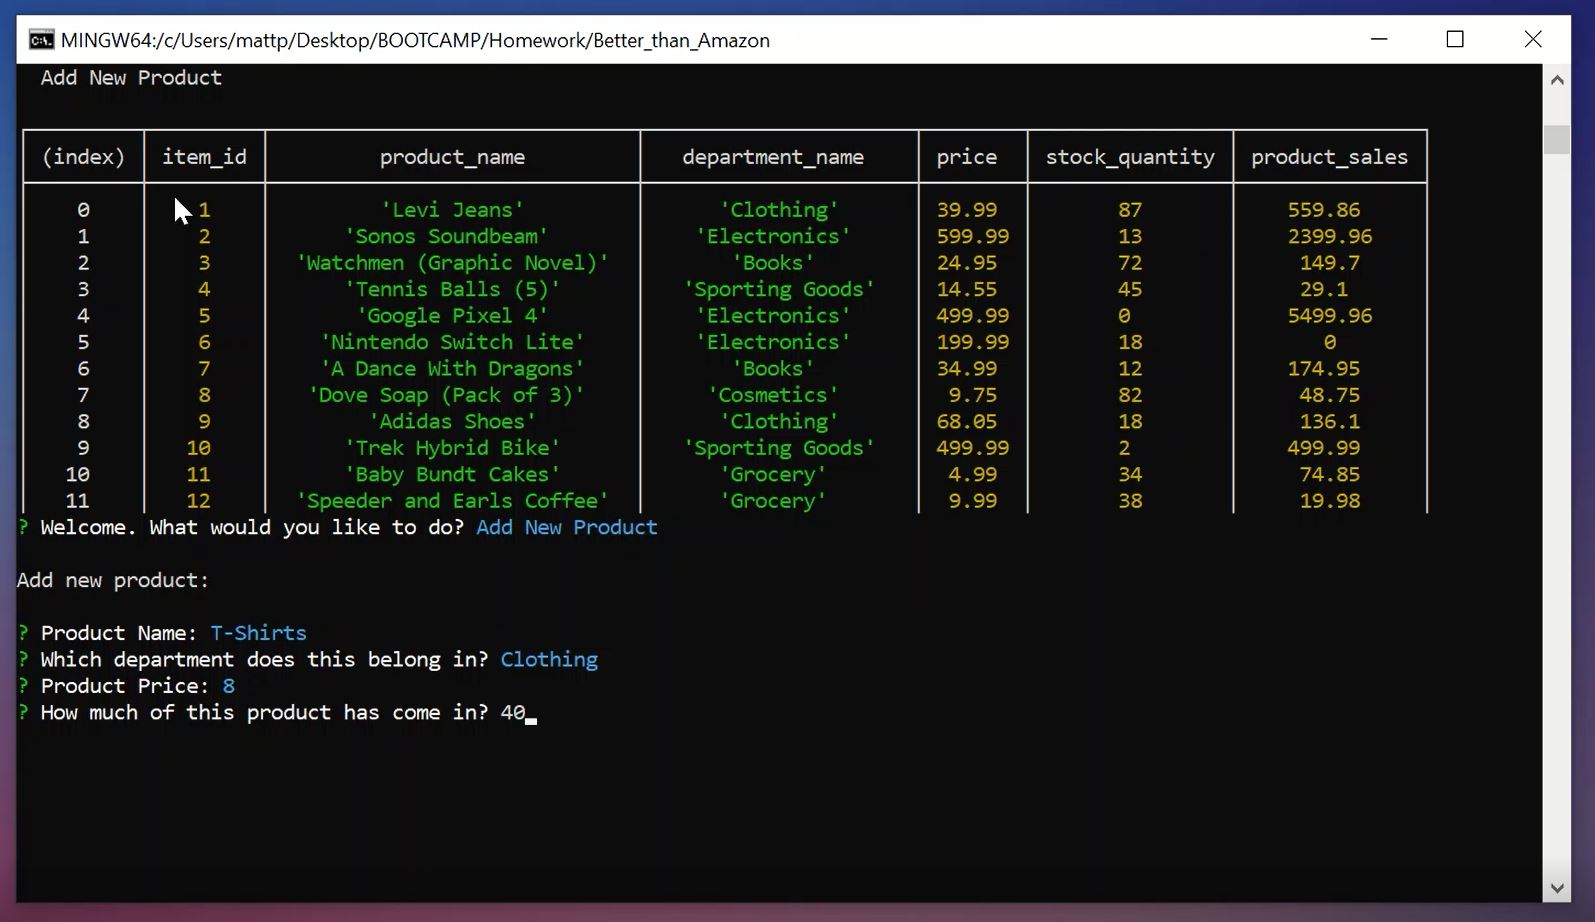 MINGW64:/c/Users/mattp/Desktop/BOOTCAMP/Homework/Better_than_Amazon
Add New Product
(index) item_id product_name department_name price stock_quantity product_sales
0 1 'Levi Jeans' 'Clothing' 39.99 87 559.86
1 2 'Sonos Soundbeam' 'Electronics' 599.99 13 2399.96
2 3 'Watchmen (Graphic Novel)' 'Books' 24.95 72 149.7
3 4 'Tennis Balls (5)' 'Sporting Goods' 14.55 45 29.1
4 5 'Google Pixel 4' 'Electronics' 499.99 0 5499.96
5 6 'Nintendo Switch Lite' 'Electronics' 199.99 18 0
6 7 'A Dance With Dragons' 'Books' 34.99 12 174.95
7 8 'Dove Soap (Pack of 3)' 'Cosmetics' 9.75 82 48.75
8 9 'Adidas Shoes' 'Clothing' 68.05 18 136.1
9 10 'Trek Hybrid Bike' 'Sporting Goods' 499.99 2 499.99
10 11 'Baby Bundt Cakes' 'Grocery' 4.99 34 74.85
11 12 'Speeder and Earls Coffee' 'Grocery' 9.99 38 19.98
? Welcome. What would you like to do? Add New Product
Add new product:
? Product Name: T-Shirts
? Which department does this belong in? Clothing
? Product Price: 8
? How much of this product has come in? 40_